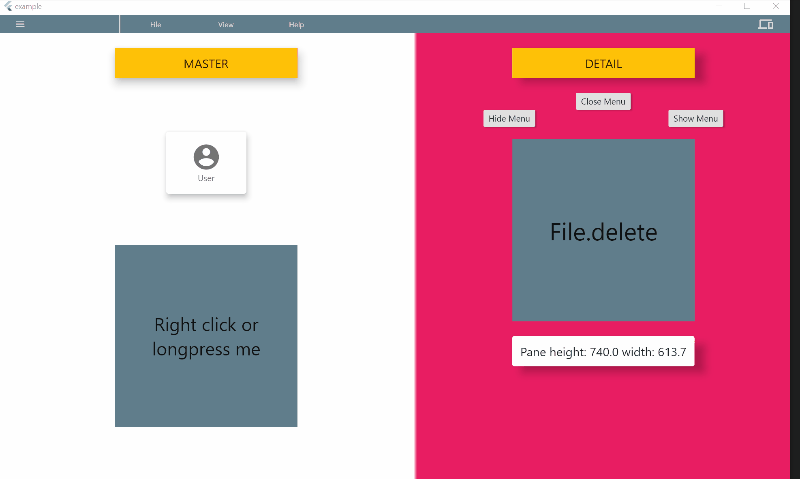 example
File View Help
MASTER
User
Right click or
longpress me
DETAIL
Close Menu
Hide Menu Show Menu
File.delete
Pane height: 740.0 width: 613.7